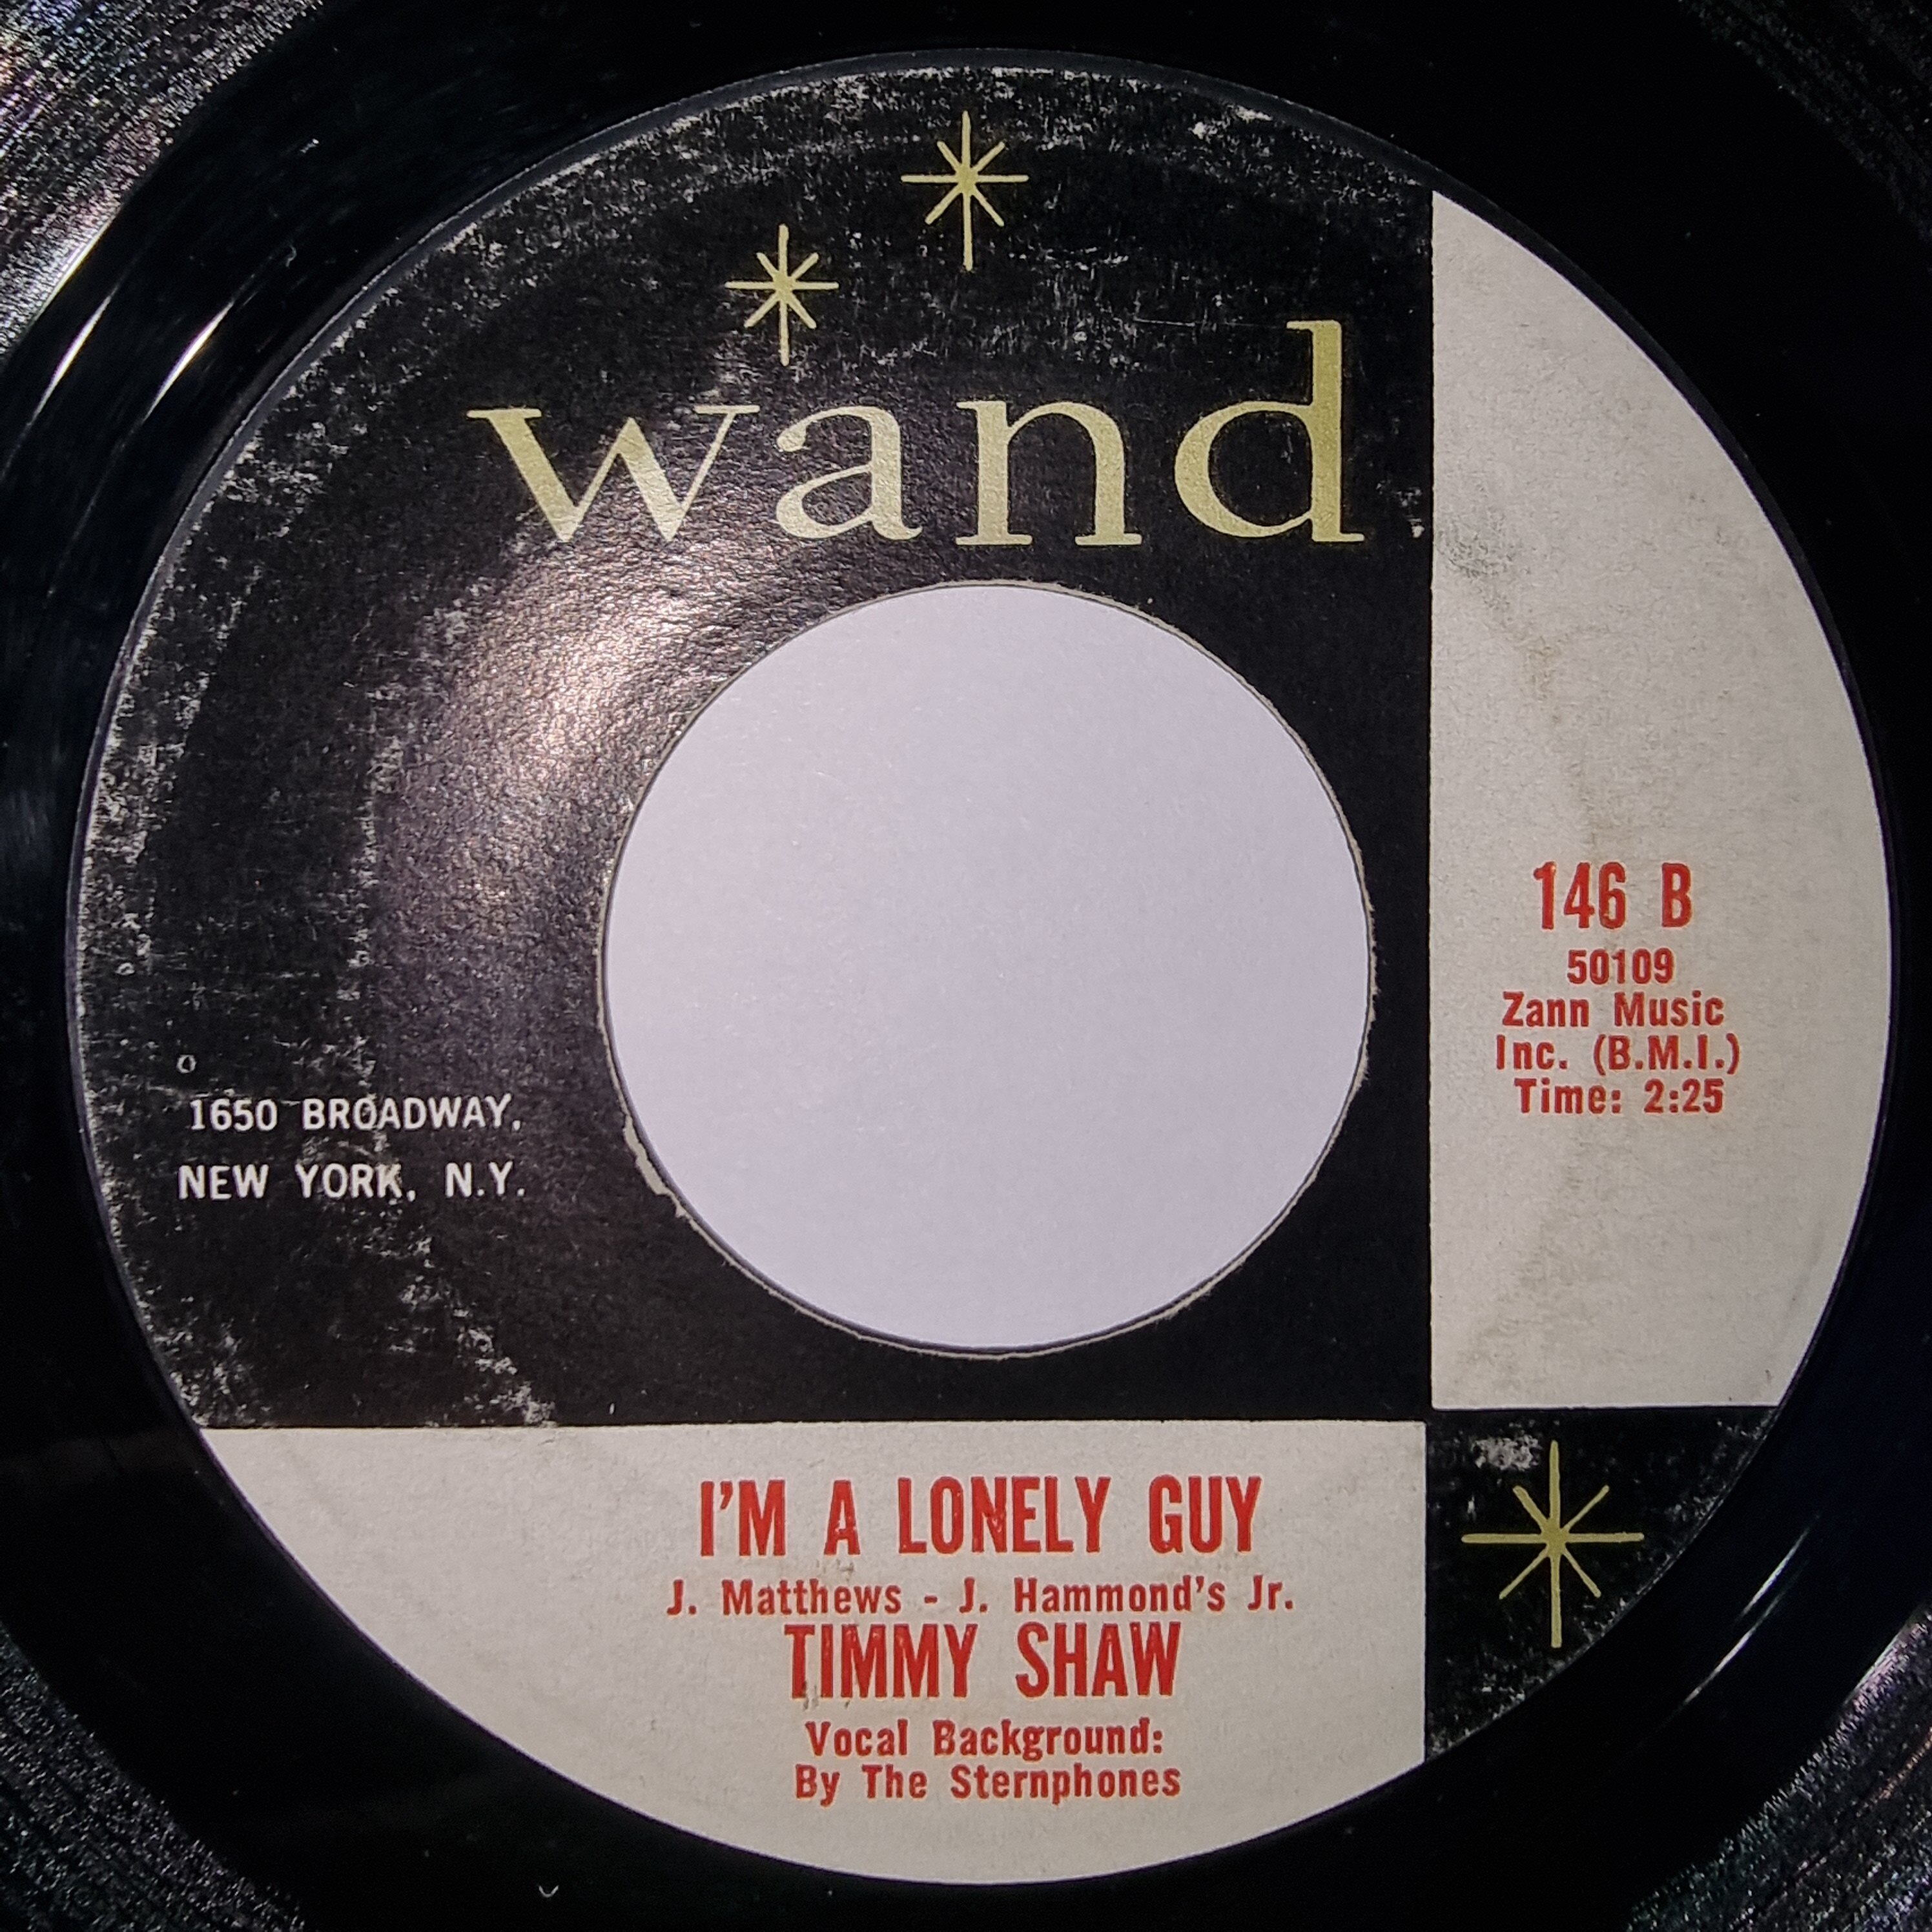 wand
1650 BROADWAY,
NEW YORK, N.Y.
146 B
50109
Zann Music
Inc. (B.M.I.)
Time: 2:25
I'M A LONELY GUY
J. Matthews - J. Hammond's Jr.
TIMMY SHAW
Vocal Background:
By The Sternphones